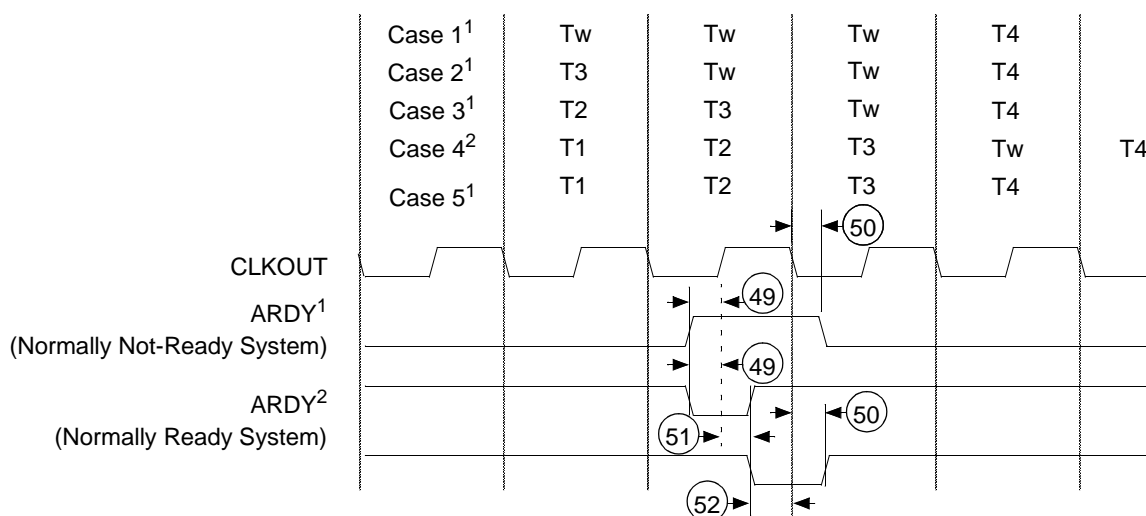 Case 1¹ Tw Tw Tw T4
Case 2¹ T3 Tw Tw T4
Case 3¹ T2 T3 Tw T4
Case 4² T1 T2 T3 Tw T4
Case 5¹ T1 T2 T3 T4
50
CLKOUT
49
ARDY¹
(Normally Not-Ready System)
49
ARDY²
50
(Normally Ready System)
51
52